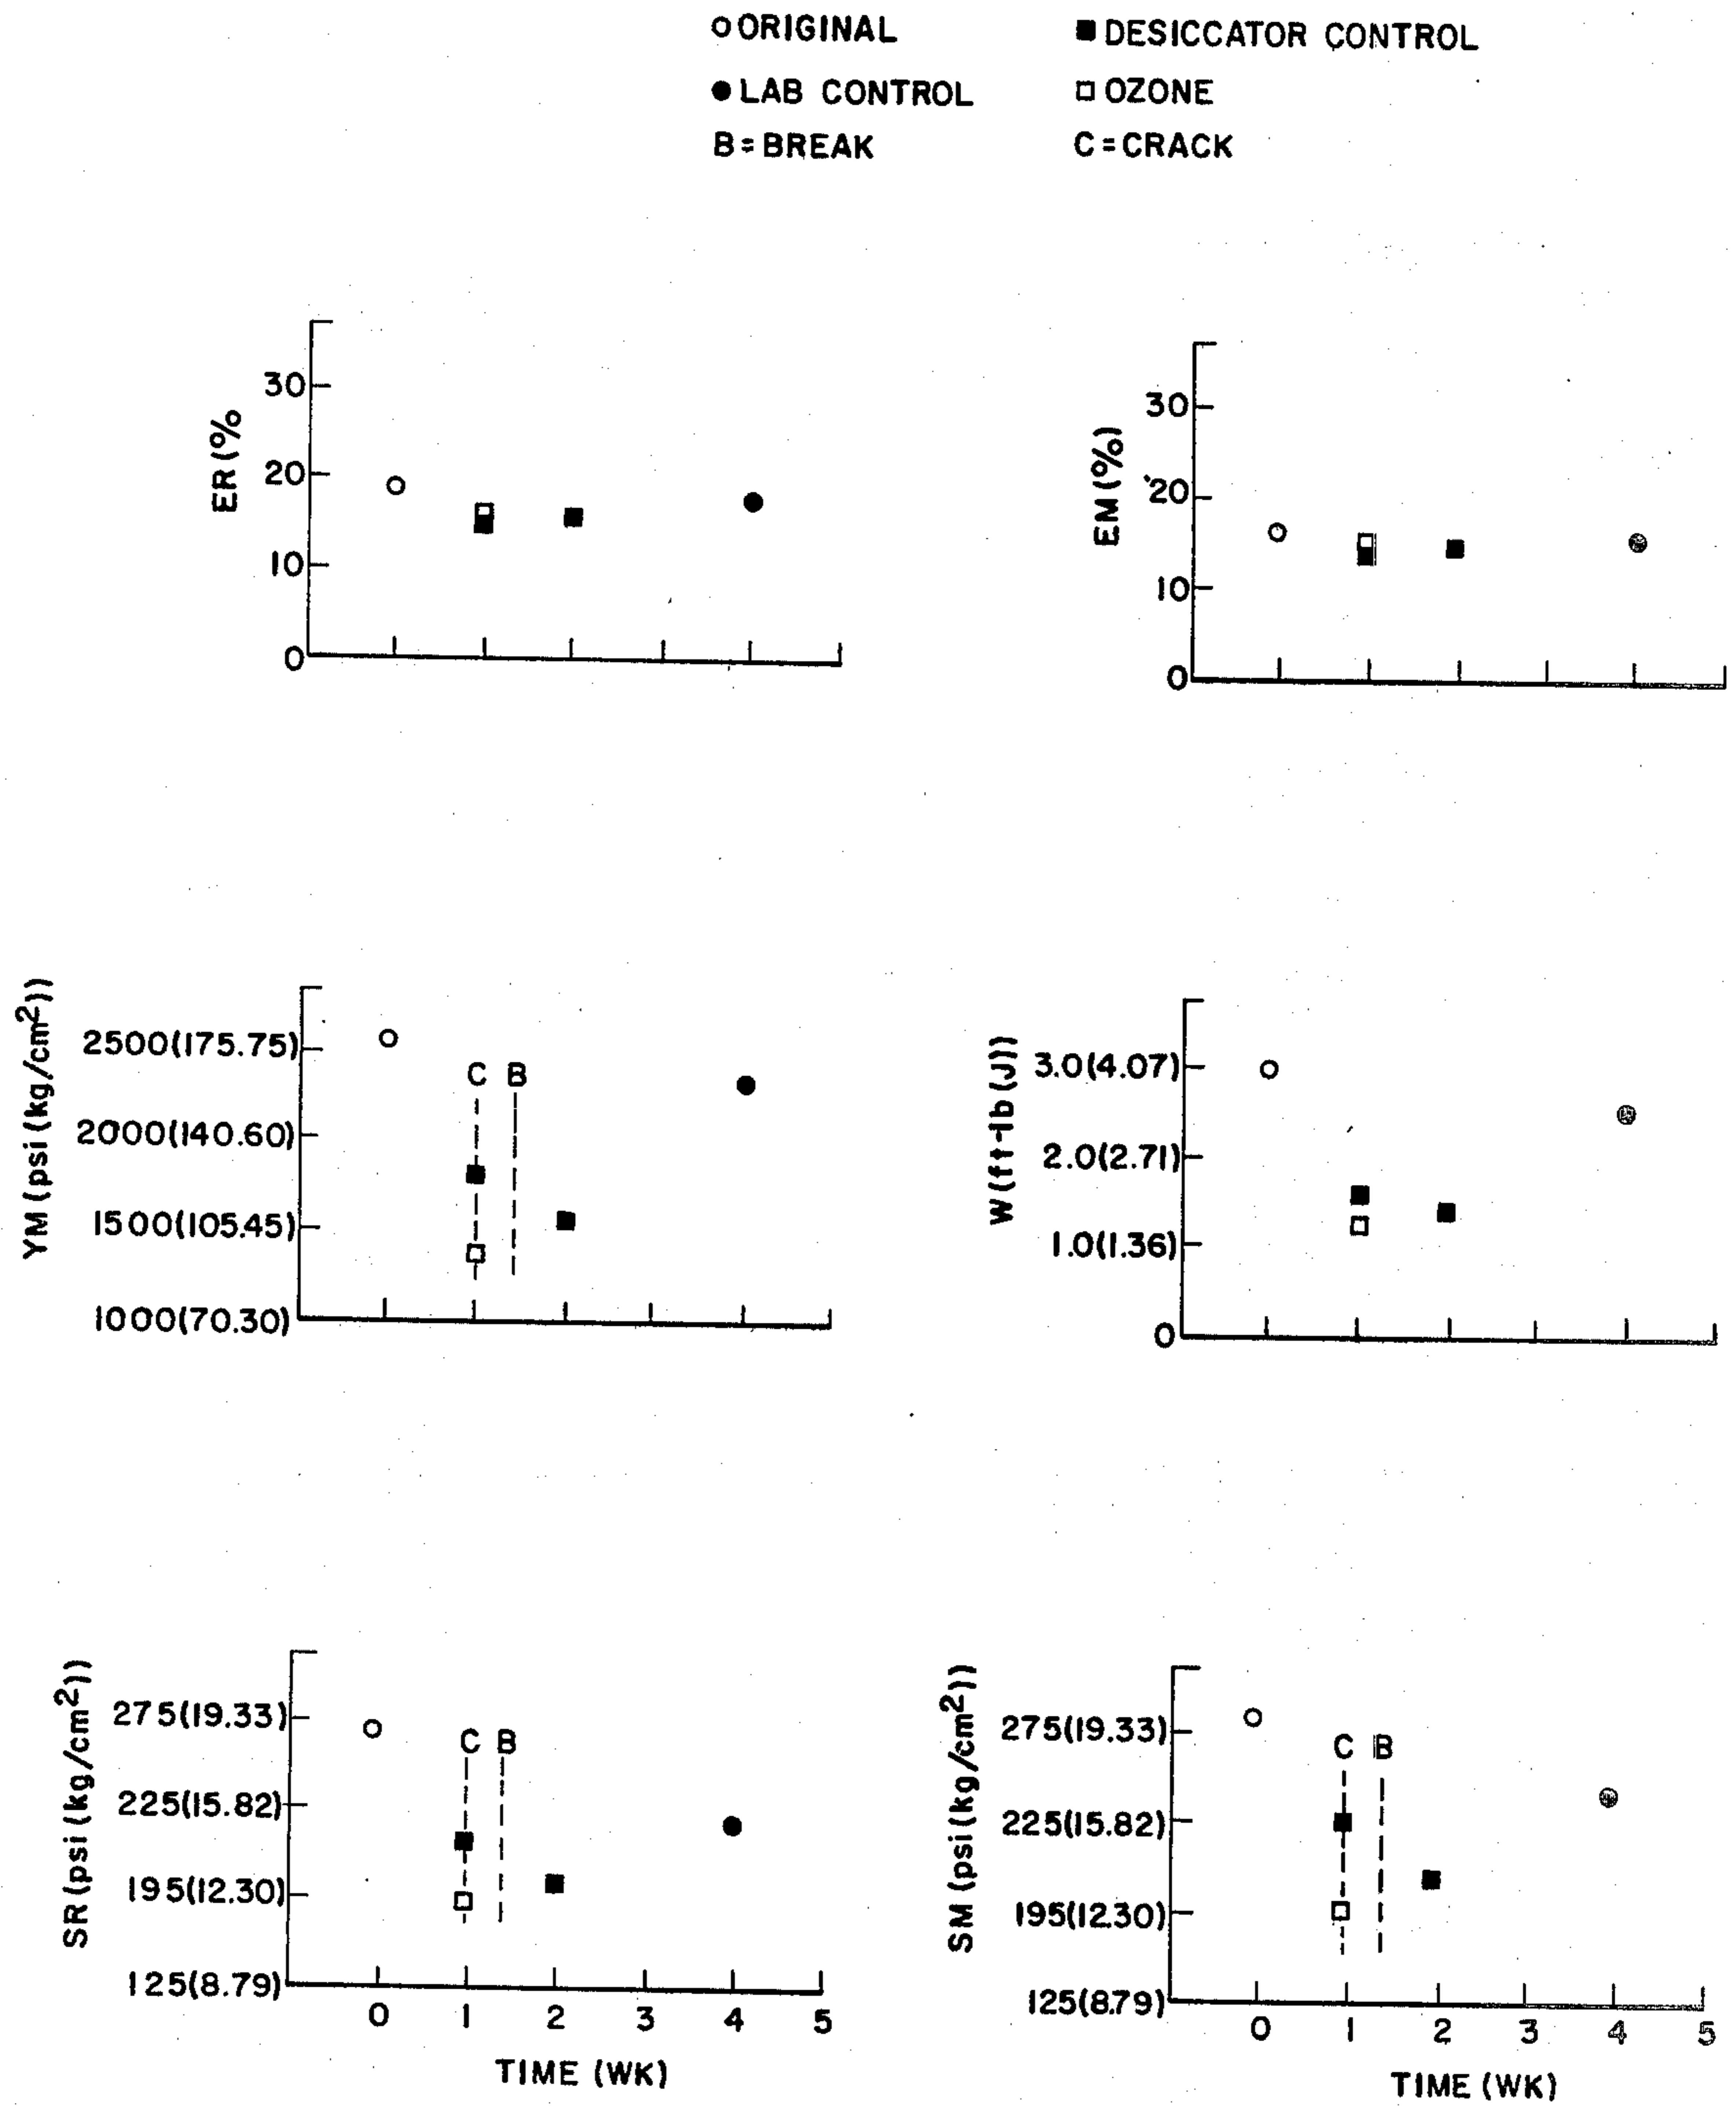 ORIGINAL
DESICCATOR CONTROL
LAB CONTROL
OZONE
B=BREAK
C=CRACK
ER (%
30
20
10
0
EM (%)
30
20
10
0
YM (psi (kg/cm²))
2500(175.75)
2000(140.60)
1500(105.45)
1000(70.30)
C B
W(ft-lb(J))
3.0(4.07)
2.0(2.71)
1.0(1.36)
0
SR (psi (kg/cm²))
275(19.33)
225(15.82)
195(12.30)
125(8.79)
C B
0 1 2 3 4 5
TIME (WK)
SM (psi (kg/cm²))
275(19.33)
225(15.82)
195(12.30)
125(8.79)
C B
0 1 2 3 4 5
TIME (WK)